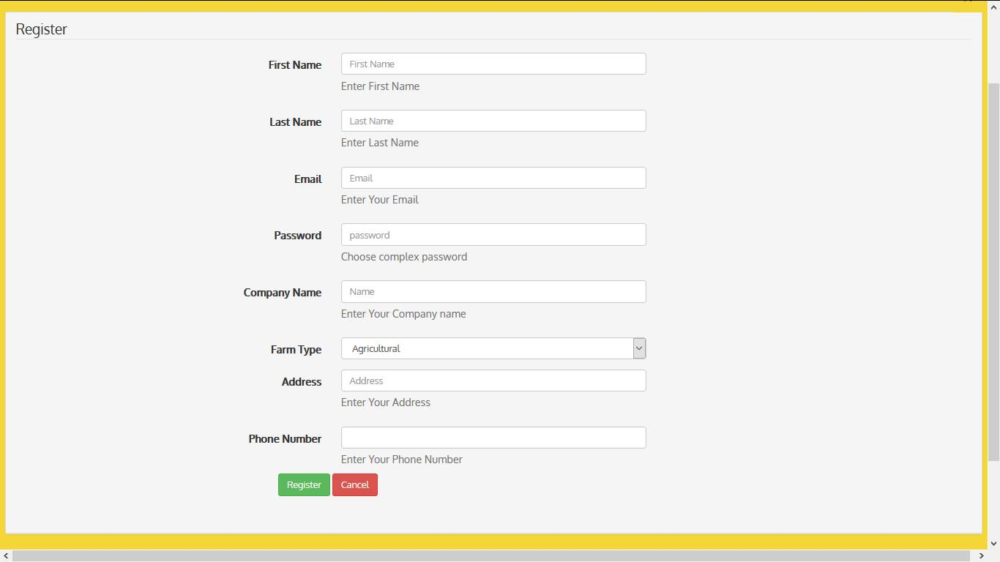 Register
First Name
First Name
Enter First Name
Last Name
Last Name
Enter Last Name
Email
Email
Enter Your Email
Password
password
Choose complex password
Company Name
Name
Enter Your Company name
Farm Type
Agricultural
Address
Address
Enter Your Address
Phone Number
Enter Your Phone Number
Register
Cancel